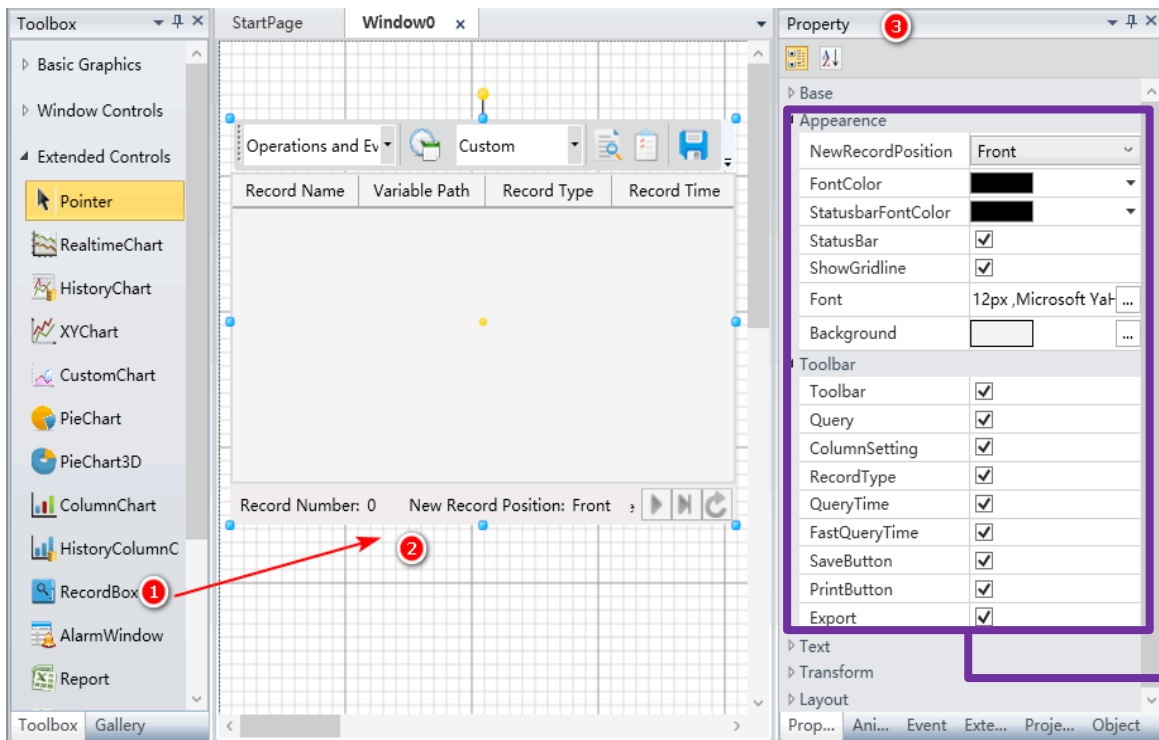 Toolbox
Basic Graphics
Window Controls
Extended Controls
Pointer
RealtimeChart
HistoryChart
XYChart
CustomChart
PieChart
PieChart3D
ColumnChart
HistoryColumnC
RecordBox
1
AlarmWindow
Report
Toolbox Gallery
StartPage Window0 x
Operations and Ev Custom
Record Name Variable Path Record Type Record Time
Record Number: 0 New Record Position: Front
2
Property 3
Base
Appearence
NewRecordPosition Front
FontColor
StatusbarFontColor
StatusBar
ShowGridline
Font 12px ,Microsoft YaH ...
Background ...
Toolbar
Toolbar
Query
ColumnSetting
RecordType
QueryTime
FastQueryTime
SaveButton
PrintButton
Export
Text
Transform
Layout
Prop... Ani... Event Exte... Proje... Object